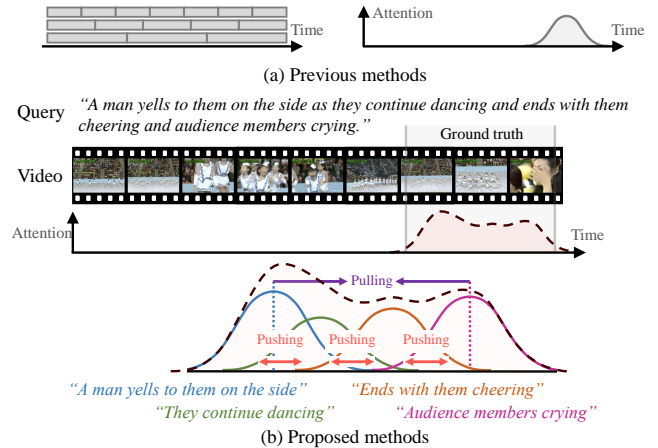 Attention
Time
Time
(a) Previous methods
Query
“A man yells to them on the side as they continue dancing and ends with them
cheering and audience members crying.”
Ground truth
Video
Attention
Time
Pulling
Pushing Pushing Pushing
“A man yells to them on the side” “Ends with them cheering”
“They continue dancing” “Audience members crying”
(b) Proposed methods